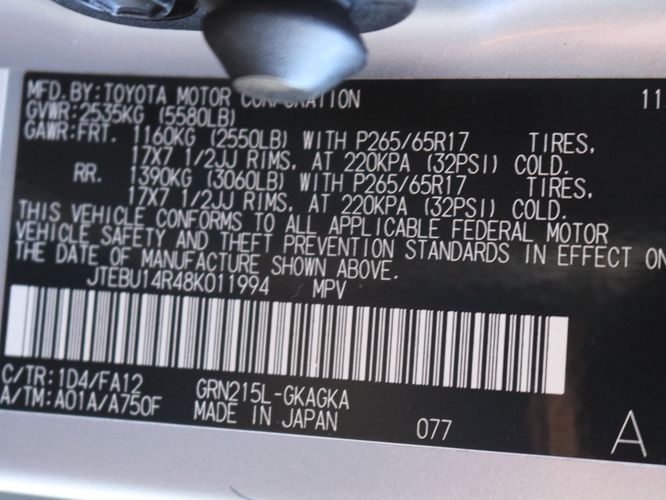 MFD.BY:TOYOTA MOTOR CORPORATION 11
GVWR:2535KG (5580LB)
GAWR:FRT. 1160KG (2550LB) WITH P265/65R17 TIRES,
17X7 1/2JJ RIMS, AT 220KPA (32PSI) COLD.
RR. 1390KG (3060LB) WITH P265/65R17 TIRES,
17X7 1/2JJ RIMS, AT 220KPA (32PSI) COLD.
THIS VEHICLE CONFORMS TO ALL APPLICABLE FEDERAL MOTOR
VEHICLE SAFETY AND THEFT PREVENTION STANDARDS IN EFFECT ON
THE DATE OF MANUFACTURE SHOWN ABOVE.
JTEBU14R48K011994 MPV
C/TR:1D4/FA12 GRN215L-GKAGKA
A/TM:A01A/A750F MADE IN JAPAN 077 A